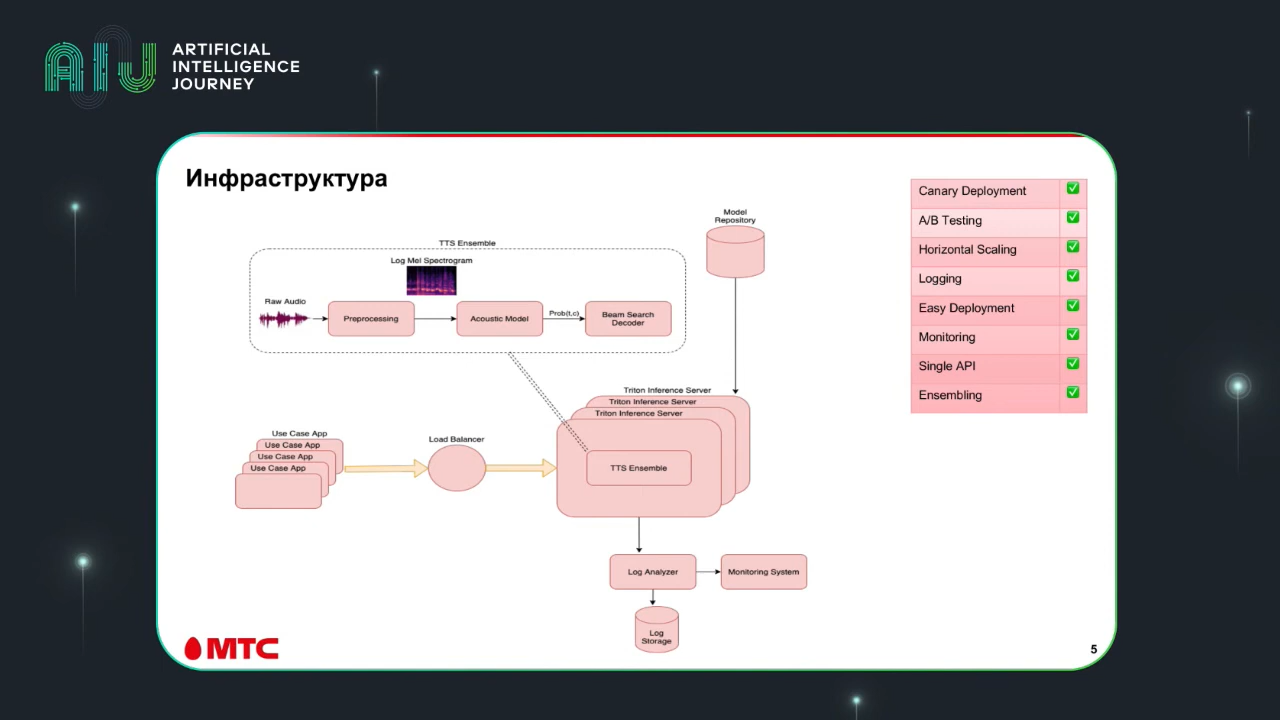 ARTIFICIAL
INTELLIGENCE
JOURNEY
Инфраструктура
TTS Ensemble
Log Mel Spectrogram
Raw Audio
Preprocessing
Acoustic Model
Prob(t,c)
Beam Search
Decoder
Model
Repository
Canary Deployment
A/B Testing
Horizontal Scaling
Logging
Easy Deployment
Monitoring
Single API
Ensembling
Use Case App
Use Case App
Use Case App
Use Case App
Load Balancer
Triton Inference Server
Triton Inference Server
Triton Inference Server
TTS Ensemble
Log Analyzer
Monitoring System
Log
Storage
МТС
5